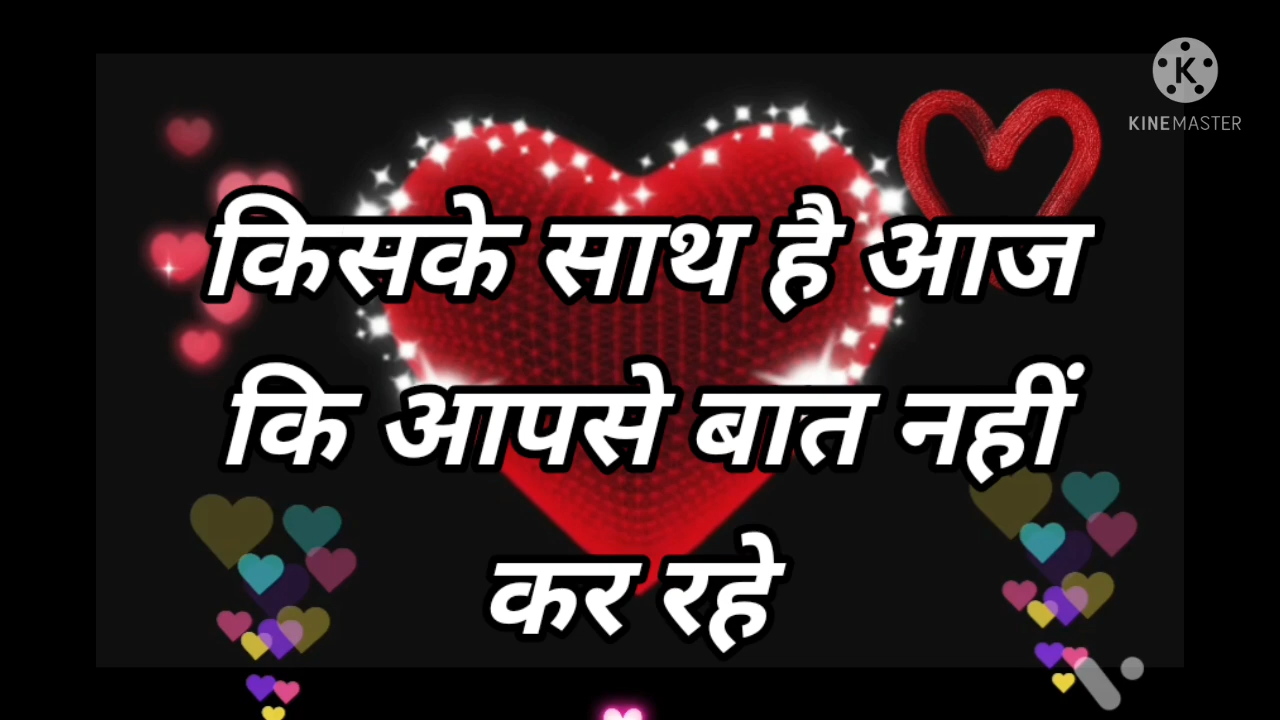 KINEMASTER
किसके साथ है आज
कि आपसे बात नहीं
कर रहे